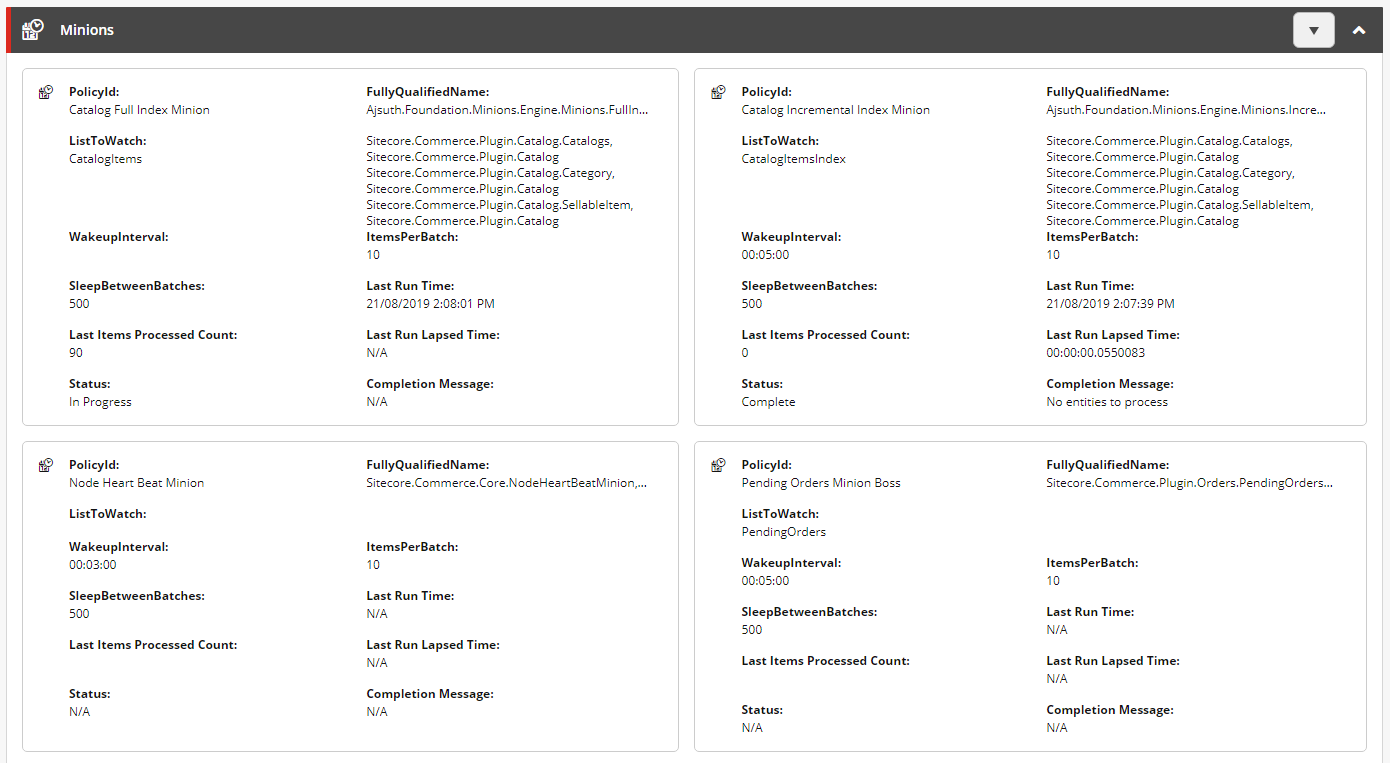 Minions
PolicyId:
Catalog Full Index Minion
FullyQualifiedName:
Ajsuth.Foundation.Minions.Engine.Minions.FullIn...
ListToWatch:
CatalogItems
Sitecore.Commerce.Plugin.Catalog.Catalogs,
Sitecore.Commerce.Plugin.Catalog
Sitecore.Commerce.Plugin.Catalog.Category,
Sitecore.Commerce.Plugin.Catalog
Sitecore.Commerce.Plugin.Catalog.SellableItem,
Sitecore.Commerce.Plugin.Catalog
WakeupInterval:
ItemsPerBatch:
10
SleepBetweenBatches:
500
Last Run Time:
21/08/2019 2:08:01 PM
Last Items Processed Count:
90
Last Run Lapsed Time:
N/A
Status:
In Progress
Completion Message:
N/A
PolicyId:
Catalog Incremental Index Minion
FullyQualifiedName:
Ajsuth.Foundation.Minions.Engine.Minions.Incre...
ListToWatch:
CatalogItemsIndex
Sitecore.Commerce.Plugin.Catalog.Catalogs,
Sitecore.Commerce.Plugin.Catalog
Sitecore.Commerce.Plugin.Catalog.Category,
Sitecore.Commerce.Plugin.Catalog
Sitecore.Commerce.Plugin.Catalog.SellableItem,
Sitecore.Commerce.Plugin.Catalog
WakeupInterval:
00:05:00
ItemsPerBatch:
10
SleepBetweenBatches:
500
Last Run Time:
21/08/2019 2:07:39 PM
Last Items Processed Count:
0
Last Run Lapsed Time:
00:00:00.0550083
Status:
Complete
Completion Message:
No entities to process
PolicyId:
Node Heart Beat Minion
FullyQualifiedName:
Sitecore.Commerce.Core.NodeHeartBeatMinion,...
ListToWatch:
WakeupInterval:
00:03:00
ItemsPerBatch:
10
SleepBetweenBatches:
500
Last Run Time:
N/A
Last Items Processed Count:
Last Run Lapsed Time:
N/A
Status:
N/A
Completion Message:
N/A
PolicyId:
Pending Orders Minion Boss
FullyQualifiedName:
Sitecore.Commerce.Plugin.Orders.PendingOrders...
ListToWatch:
PendingOrders
WakeupInterval:
00:05:00
ItemsPerBatch:
10
SleepBetweenBatches:
500
Last Run Time:
N/A
Last Items Processed Count:
Last Run Lapsed Time:
N/A
Status:
N/A
Completion Message:
N/A